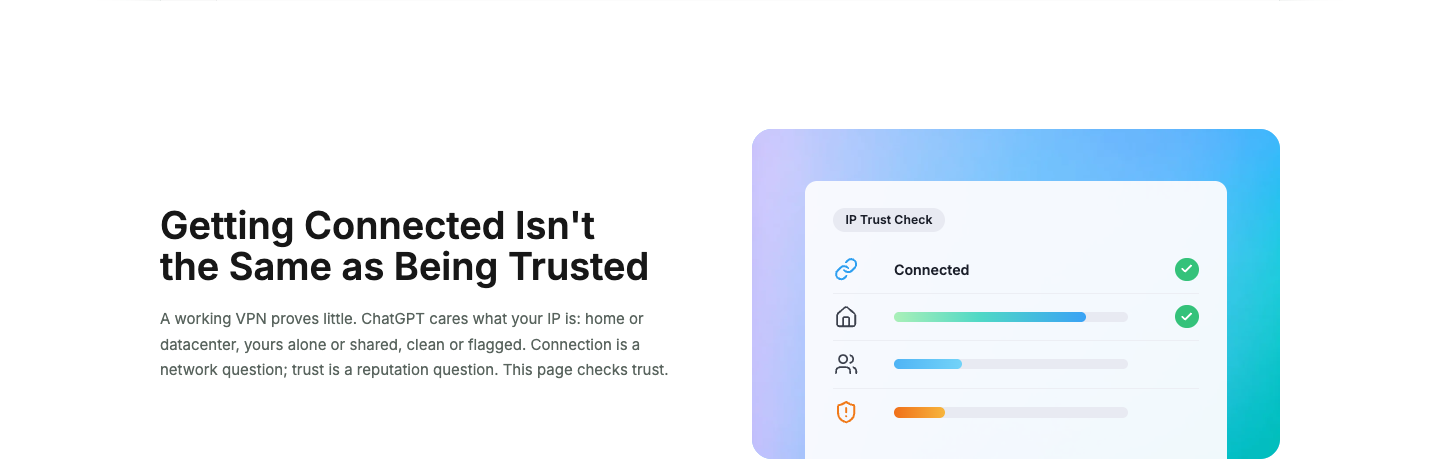 Getting Connected Isn't
the Same as Being Trusted
A working VPN proves little. ChatGPT cares what your IP is: home or
datacenter, yours alone or shared, clean or flagged. Connection is a
network question; trust is a reputation question. This page checks trust.
IP Trust Check
Connected